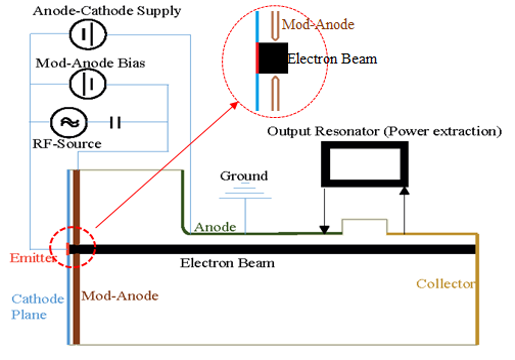 Anode-Cathode Supply
Mod-Anode
Mod-Anode Bias
Electron Beam
RF-Source
Output Resonator (Power extraction)
Ground
Anode
Emitter
Electron Beam
Collector
Cathode
Plane
Mod-Anode